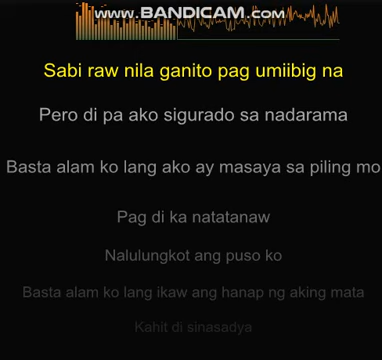 www.BANDICAM.com
Sabi raw nila ganito pag umiibig na
Pero di pa ako sigurado sa nadarama
Basta alam ko lang ako ay masaya sa piling mo
Pag di ka natatanaw
Nalulungkot ang puso ko
Basta alam ko lang ikaw ang hanap ng aking mata
Kahit di sinasadya